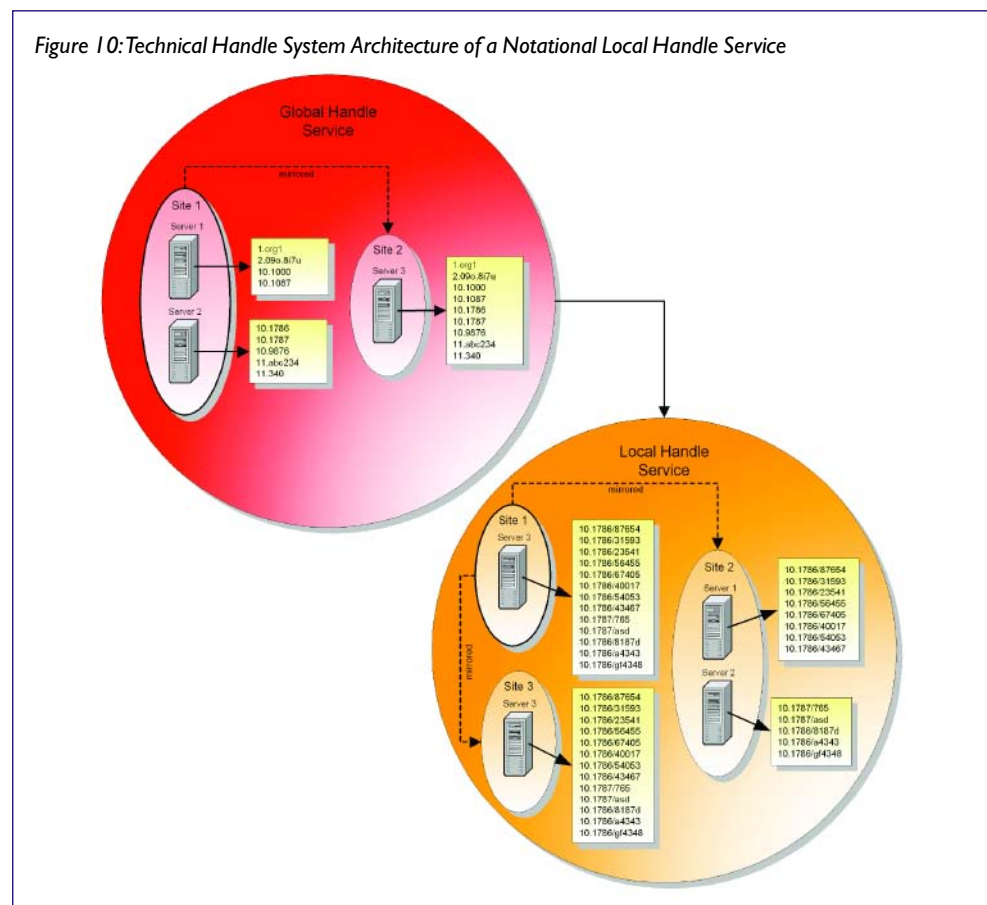 Figure 10: Technical Handle System Architecture of a Notational Local Handle Service
Global Handle
Service
mirrored
Site 1
Server 1
1.org1
2.09o.8i7u
10.1000
10.1087
Server 2
10.1786
10.1787
10.9876
11.abc234
11.340
Site 2
Server 3
1.org1
2.09o.8i7u
10.1000
10.1087
10.1786
10.1787
10.9876
11.abc234
11.340
Local Handle
Service
mirrored
Site 1
Server 3
10.1786/87654
10.1786/31593
10.1786/23541
10.1786/56455
10.1786/67405
10.1786/40017
10.1786/54053
10.1786/43467
10.1787/765
10.1787/asd
10.1786/8187d
10.1786/a4343
10.1786/gf4348
mirrored
Site 3
Server 3
10.1786/87654
10.1786/31593
10.1786/23541
10.1786/56455
10.1786/67405
10.1786/40017
10.1786/54053
10.1786/43467
10.1787/765
10.1787/asd
10.1786/8187d
10.1786/a4343
10.1786/gf4348
Site 2
Server 1
10.1786/87654
10.1786/31593
10.1786/23541
10.1786/56455
10.1786/67405
10.1786/40017
10.1786/54053
10.1786/43467
Server 2
10.1787/765
10.1787/asd
10.1786/8187d
10.1786/a4343
10.1786/gf4348